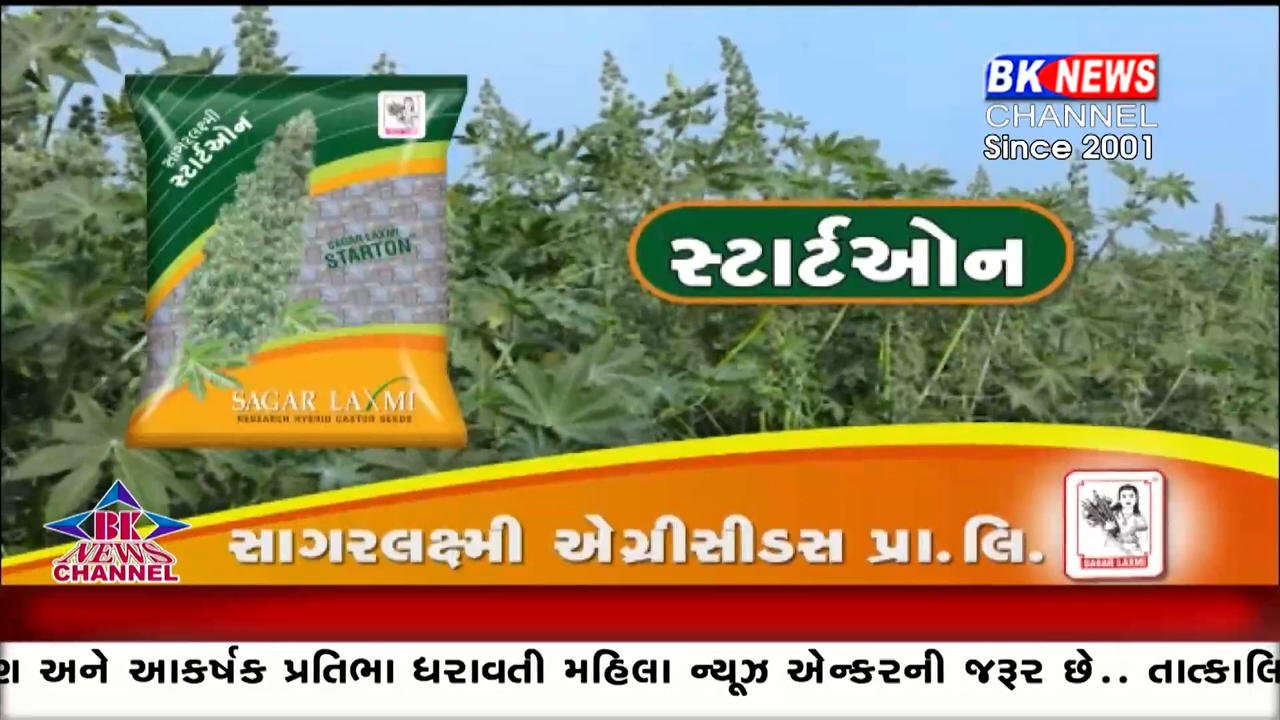 BK NEWS
CHANNEL
Since 2001
સાગરલક્ષ્મી
સ્ટાર્ટઓન
SAGAR LAXMI
STARTON
સ્ટાર્ટઓન
SAGAR LAXMI
RESEARCH HYBRID CASTOR SEEDS
BK
NEWS
CHANNEL
સાગરલક્ષ્મી એગ્રીસીડસ પ્રા. લિ.
SAGAR LAXMI
અને આકર્ષક પ્રતિભા ધરાવતી મહિલા ન્યૂઝ એન્કરની જરૂર છે.. તાત્કાલિ